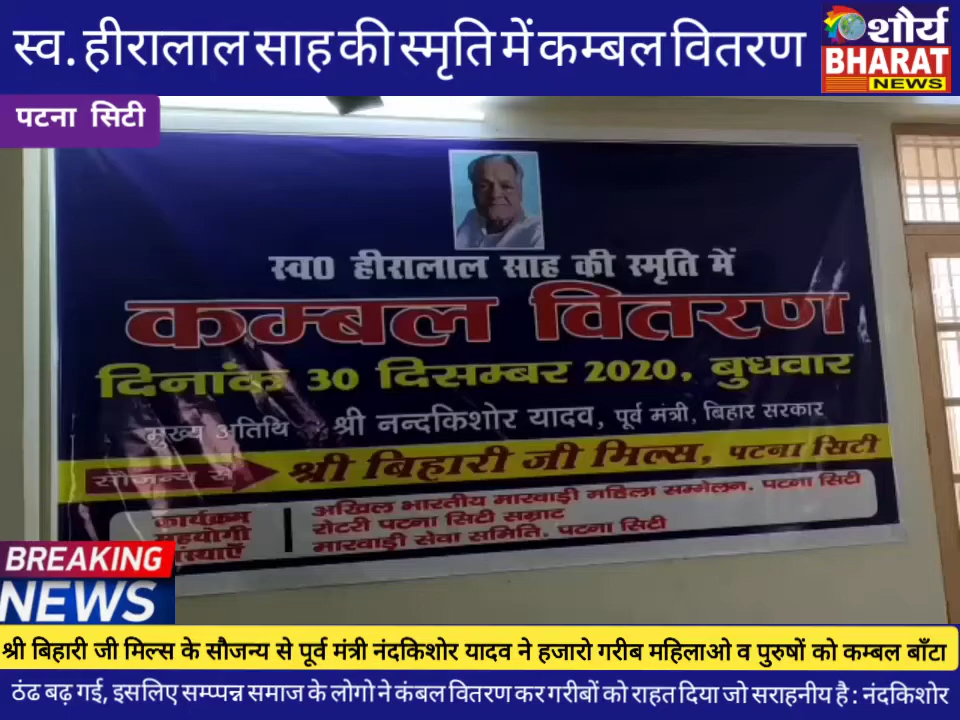 स्व. हीरालाल साह की स्मृति में कम्बल वितरण
शौर्य
BHARAT
NEWS
पटना सिटी
स्व0 हीरालाल साह की स्मृति में
कम्बल वितरण
दिनांक 30 दिसम्बर 2020, बुधवार
मुख्य अतिथि : श्री नन्दकिशोर यादव, पूर्व मंत्री, बिहार सरकार
सौजन्य से श्री बिहारी जी मिल्स, पटना सिटी
कार्यक्रम सहयोगी संस्थाएँ
अखिल भारतीय मारवाड़ी महिला सम्मेलन. पटना सिटी
रोटरी पटना सिटी सम्राट
मारवाड़ी सेवा समिति. पटना सिटी
BREAKING
NEWS
श्री बिहारी जी मिल्स के सौजन्य से पूर्व मंत्री नंदकिशोर यादव ने हजारो गरीब महिलाओ व पुरुषों को कम्बल बाँटा
ठंढ बढ़ गई, इसलिए सम्प्पन्न समाज के लोगो ने कंबल वितरण कर गरीबों को राहत दिया जो सराहनीय है : नंदकिशोर